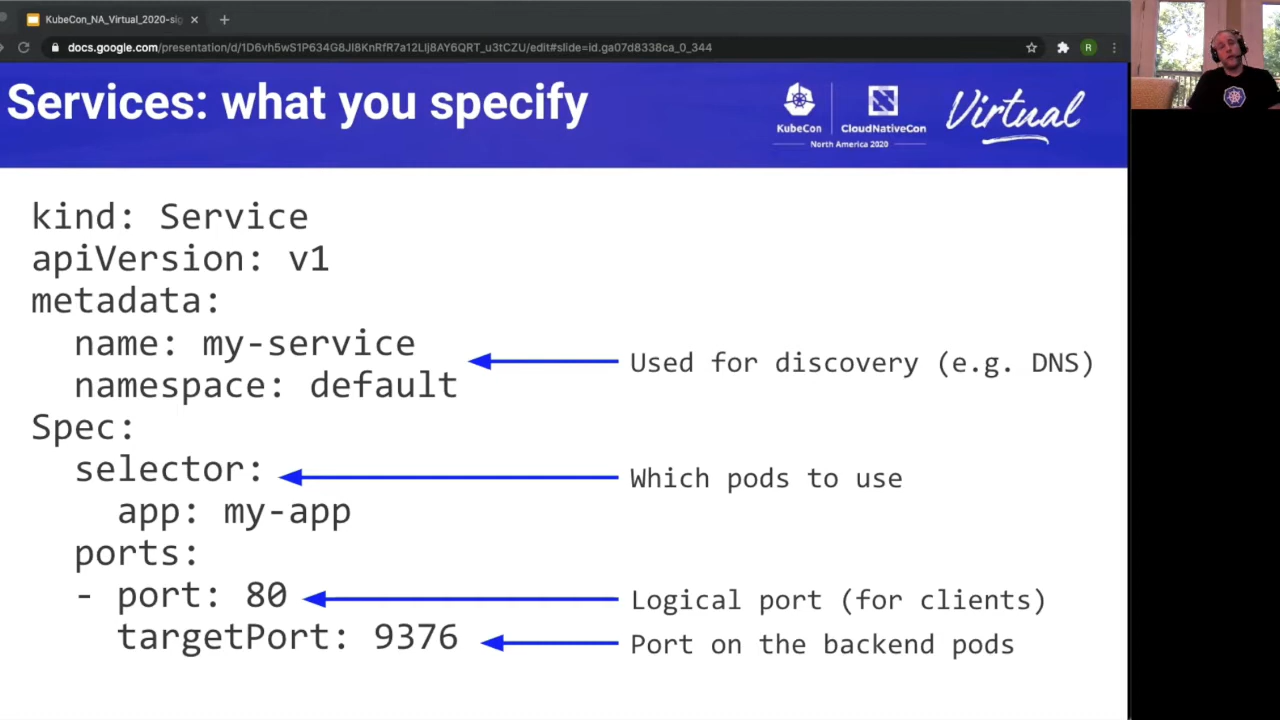 KubeCon_NA_Virtual_2020-sig
docs.google.com/presentation/d/1D6vh5wS1P634G8JI8KnRfR7a12LIj8AY6QRT_u3tCZU/edit#slide=id.ga07d8338ca_0_344
R
Services: what you specify
KubeCon
CloudNativeCon
North America 2020
Virtual
kind: Service
apiVersion: v1
metadata:
name: my-service
namespace: default
Used for discovery (e.g. DNS)
Spec:
selector:
Which pods to use
app: my-app
ports:
- port: 80
Logical port (for clients)
targetPort: 9376
Port on the backend pods